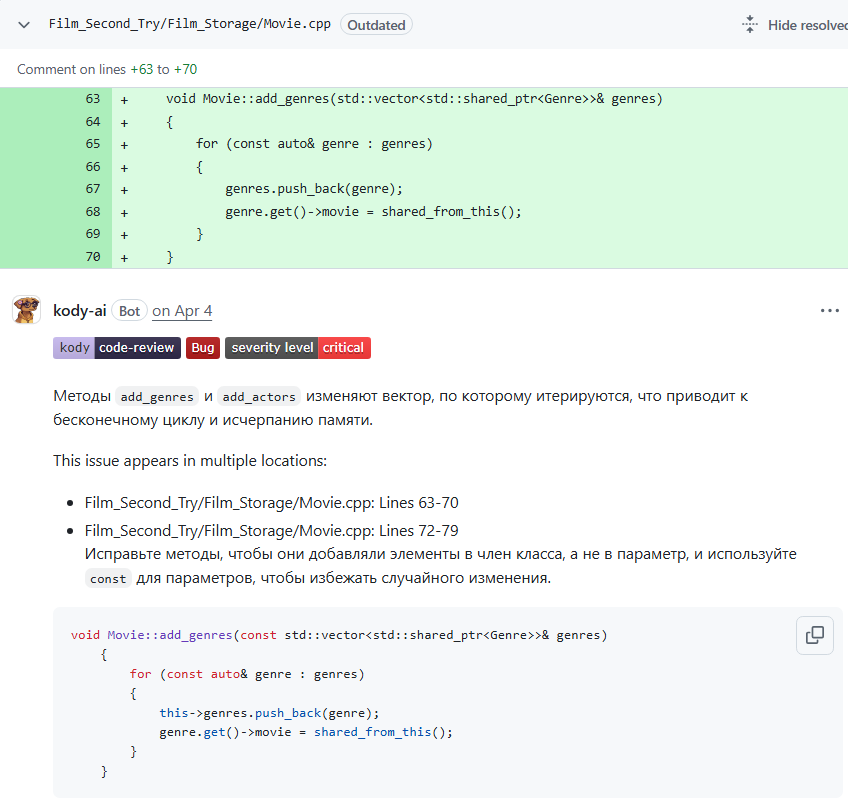 Film_Second_Try/Film_Storage/Movie.cpp Outdated Hide resolved
Comment on lines +63 to +70
63 + void Movie::add_genres(std::vector<std::shared_ptr<Genre>>& genres)
64 + {
65 + for (const auto& genre : genres)
66 + {
67 + genres.push_back(genre);
68 + genre.get()->movie = shared_from_this();
69 + }
70 + }
kody-ai Bot on Apr 4
kody code-review Bug severity level critical
Методы add_genres и add_actors изменяют вектор, по которому итерируются, что приводит к
бесконечному циклу и исчерпанию памяти.
This issue appears in multiple locations:
• Film_Second_Try/Film_Storage/Movie.cpp: Lines 63-70
• Film_Second_Try/Film_Storage/Movie.cpp: Lines 72-79
Исправьте методы, чтобы они добавляли элементы в член класса, а не в параметр, и используйте
const для параметров, чтобы избежать случайного изменения.
void Movie::add_genres(const std::vector<std::shared_ptr<Genre>>& genres)
{
for (const auto& genre : genres)
{
this->genres.push_back(genre);
genre.get()->movie = shared_from_this();
}
}